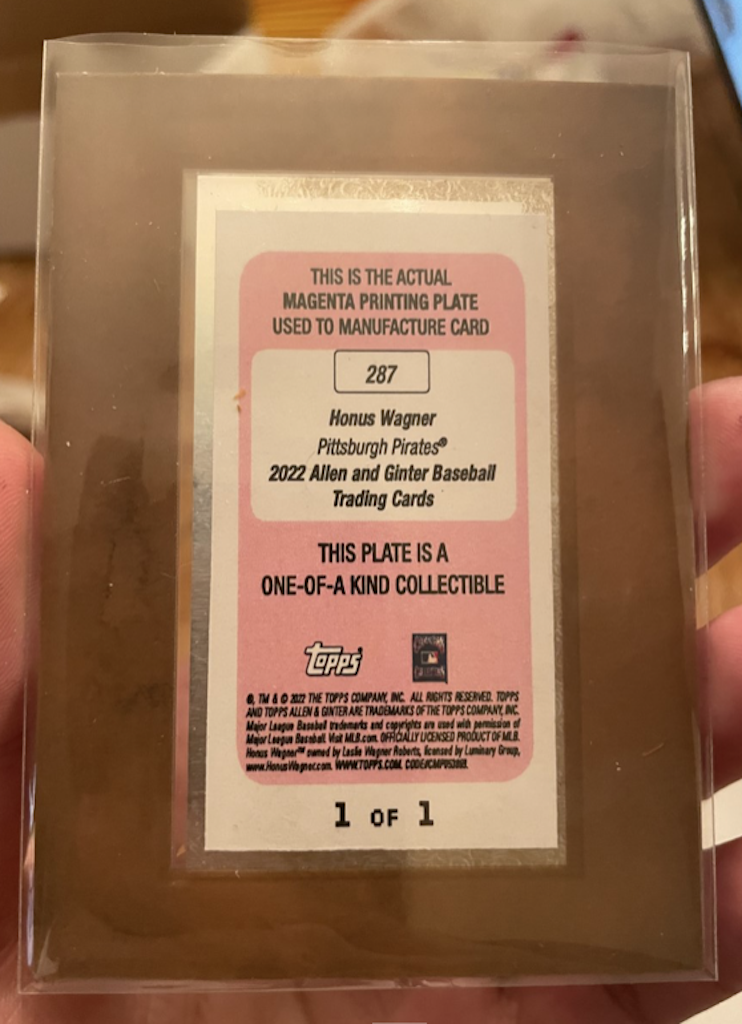 THIS IS THE ACTUAL
MAGENTA PRINTING PLATE
USED TO MANUFACTURE CARD
287
Honus Wagner
Pittsburgh Pirates®
2022 Allen and Ginter Baseball
Trading Cards
THIS PLATE IS A
ONE-OF-A KIND COLLECTIBLE
topps
®, TM & © 2022 THE TOPPS COMPANY, INC. ALL RIGHTS RESERVED. TOPPS
AND TOPPS ALLEN & GINTER ARE TRADEMARKS OF THE TOPPS COMPANY, INC.
Major League Baseball trademarks and copyrights are used with permission of
Major League Baseball. Visit MLB.com. OFFICIALLY LICENSED PRODUCT OF MLB.
Honus Wagner™ owned by Leslie Wagner Roberts, licensed by Luminary Group,
www.HonusWagner.com. WWW.TOPPS.COM.
1 OF 1